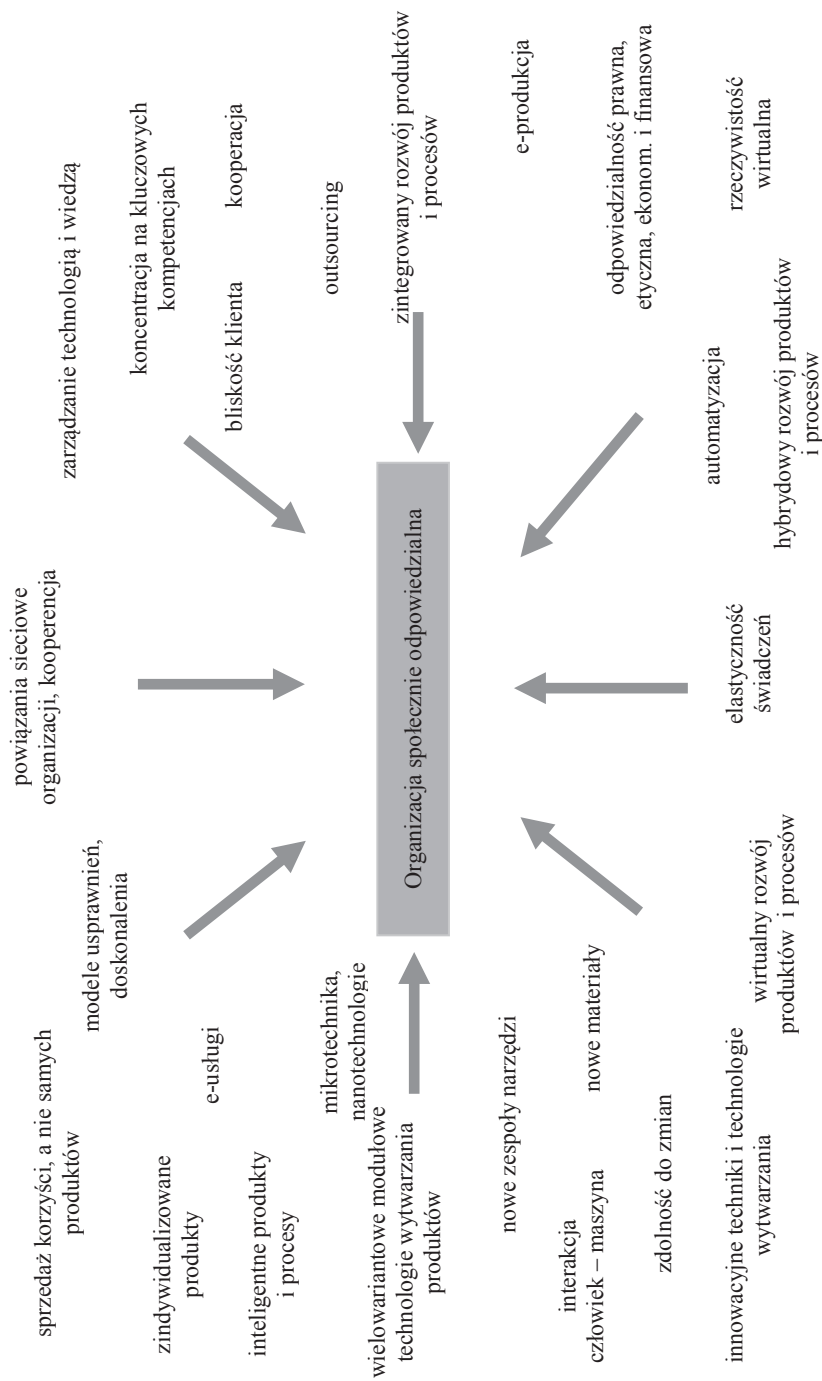 sprzedaż korzyści, a nie samych
produktów
modele usprawnień,
doskonalenia
powiązania sieciowe
organizacji, kooperencja
zarządzanie technologią i wiedzą
zindywidualizowane
produkty
e-usługi
koncentracja na kluczowych
kompetencjach
inteligentne produkty
i procesy
bliskość klienta
kooperacja
mikrotechnika,
nanotechnologie
outsourcing
wielowariantowe modułowe
technologie wytwarzania
produktów
Organizacja społecznie odpowiedzialna
zintegrowany rozwój produktów
i procesów
nowe zespoły narzędzi
e-produkcja
interakcja
człowiek – maszyna
nowe materiały
odpowiedzialność prawna,
etyczna, ekonom. i finansowa
zdolność do zmian
automatyzacja
innowacyjne techniki i technologie
wytwarzania
wirtualny rozwój
produktów i procesów
elastyczność
świadczeń
hybrydowy rozwój produktów
i procesów
rzeczywistość
wirtualna